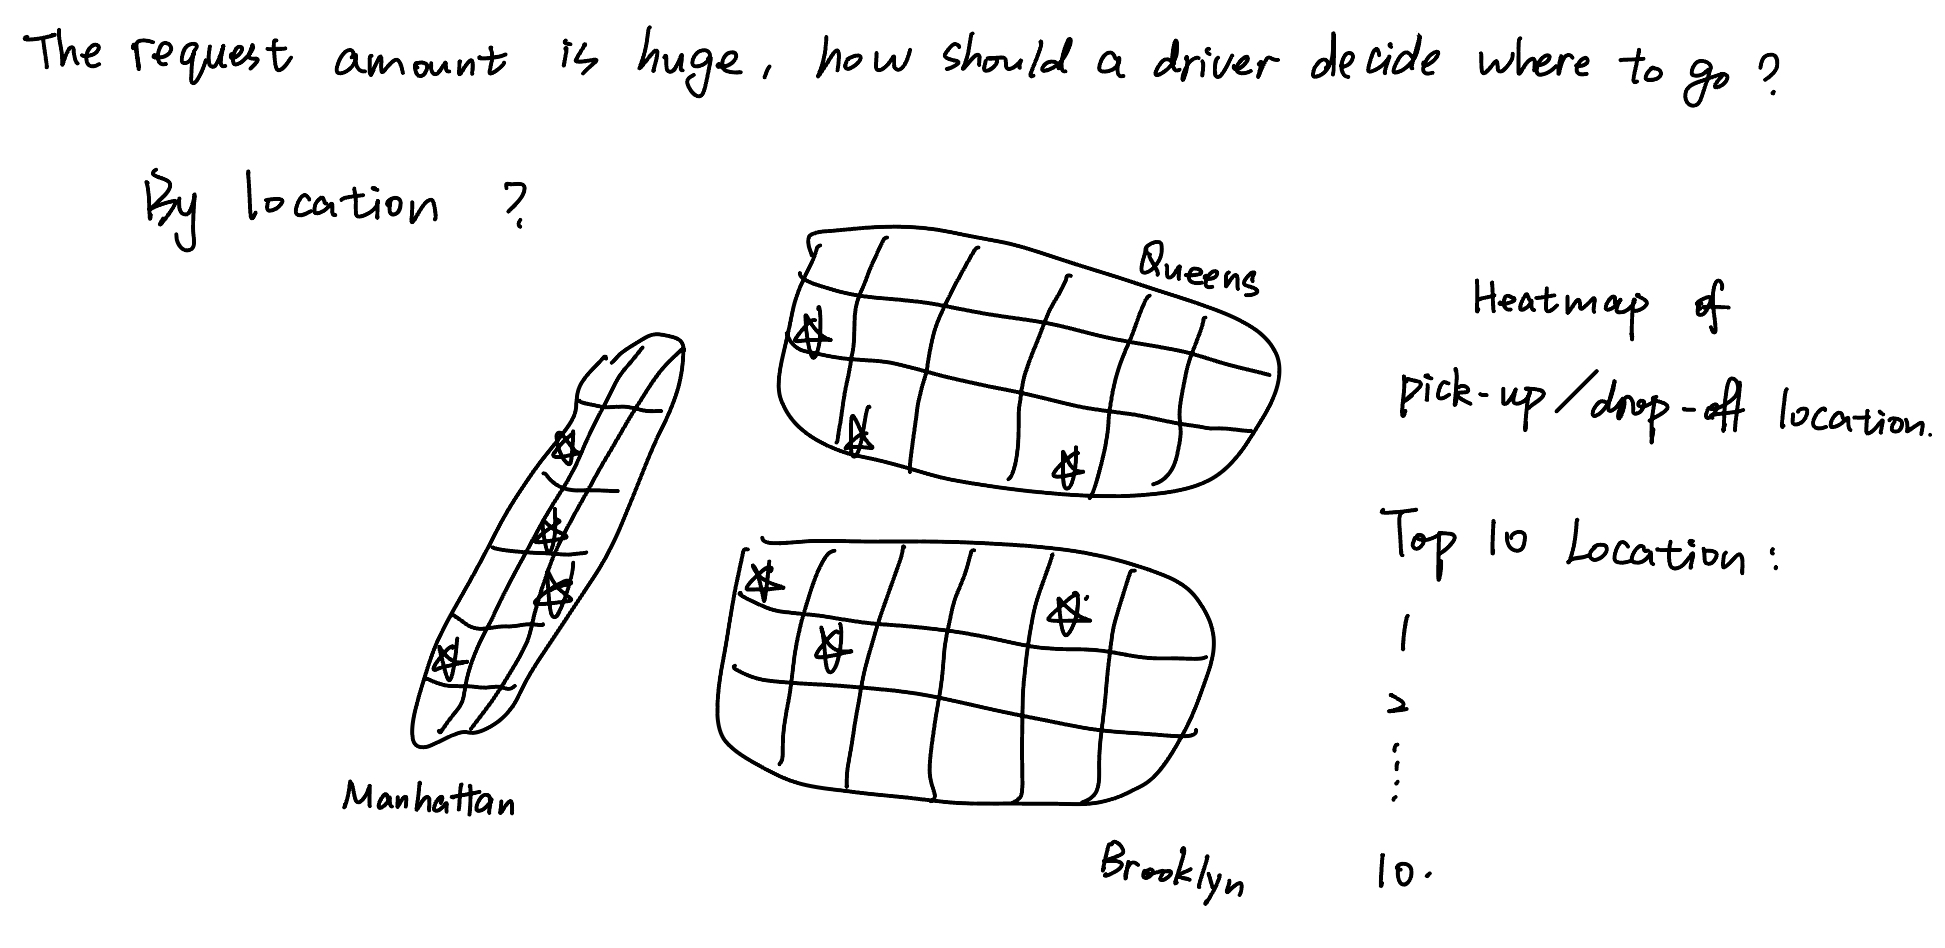 The request amount is huge, how should a driver decide where to go?
By location ?
Queens
Heatmap of
pick-up/drop-off location.
Top 10 Location:
1
2
10.
Manhattan
Brooklyn